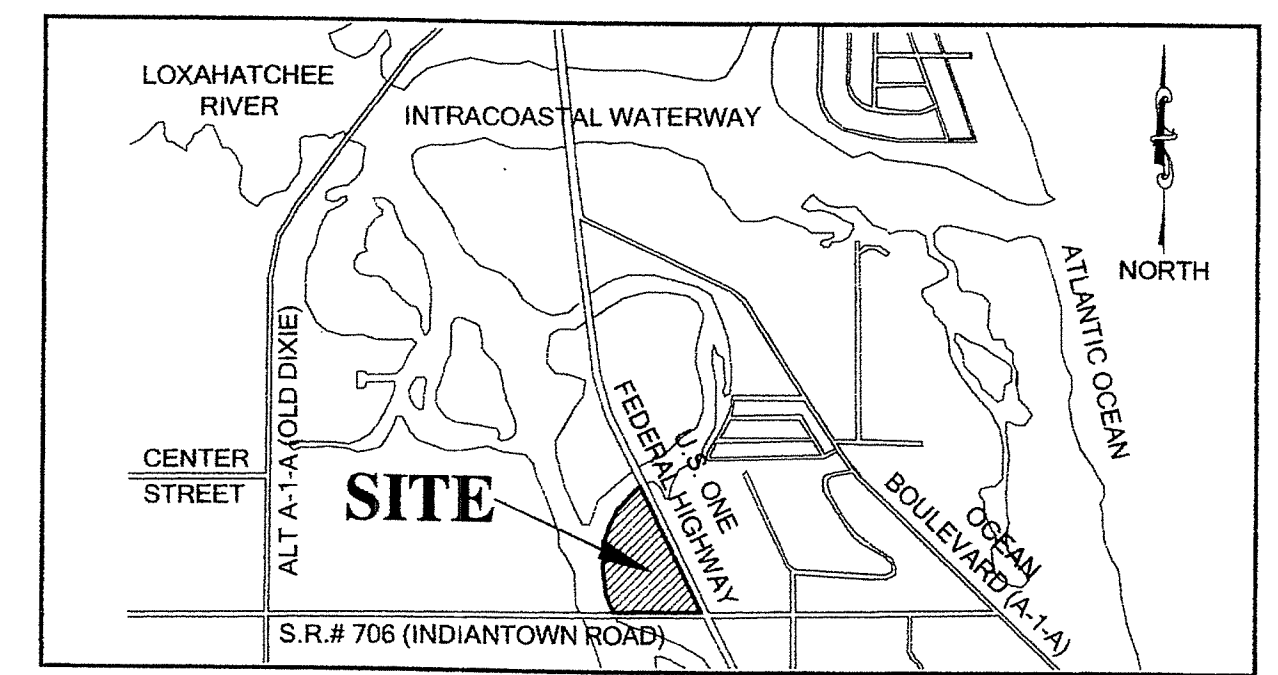 LOXAHATCHEE
RIVER
INTRACOASTAL WATERWAY
NORTH
ATLANTIC OCEAN
ALT A-1-A (OLD DIXIE)
CENTER
STREET
SITE
U.S. ONE
FEDERAL HIGHWAY
OCEAN
BOULEVARD (A-1-A)
S.R.# 706 (INDIANTOWN ROAD)